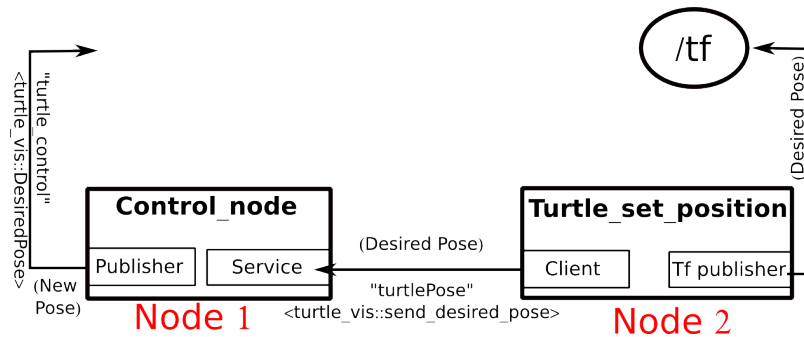 /tf
"turtle_control"
<turtle_vis::DesiredPose>
(Desired Pose)
Control_node
Publisher
Service
(New
Pose)
Node 1
(Desired Pose)
"turtlePose"
<turtle_vis::send_desired_pose>
Turtle_set_position
Client
Tf publisher
Node 2